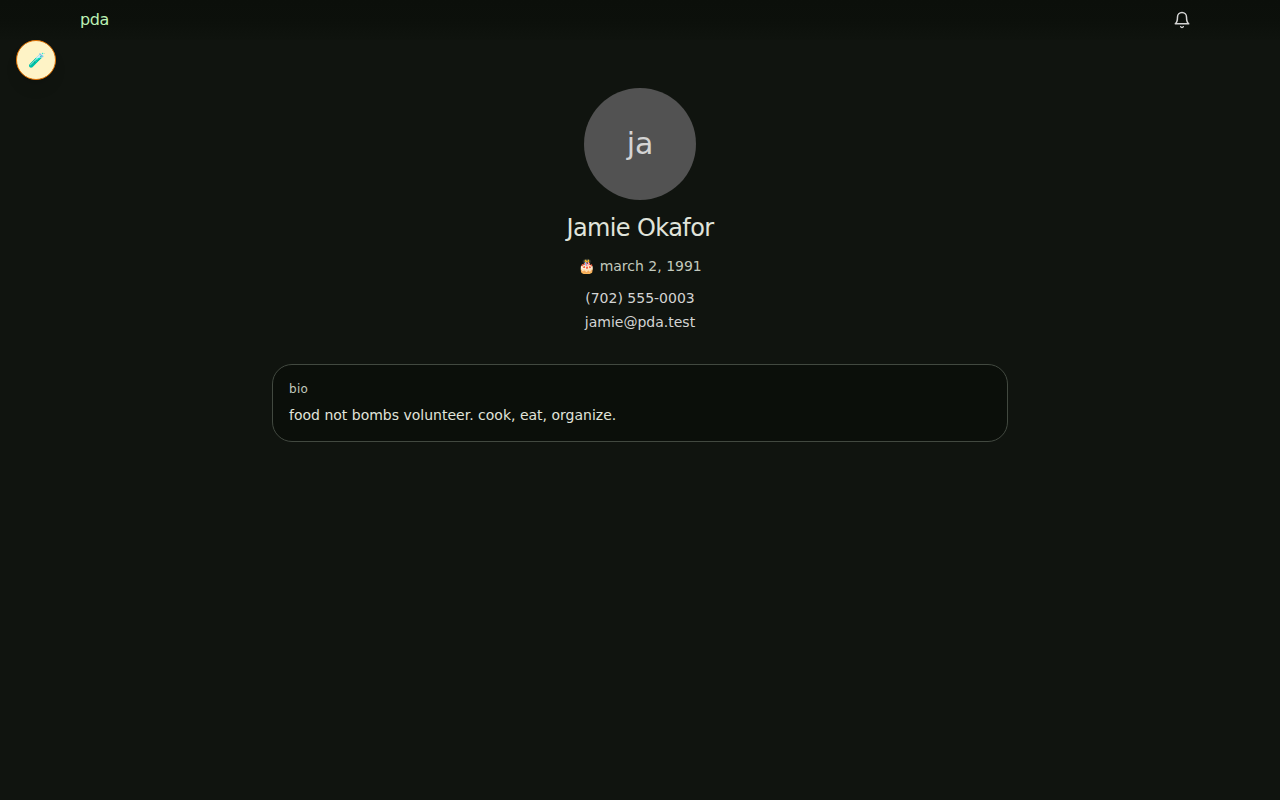 pda
ja
Jamie Okafor
🎂 march 2, 1991
(702) 555-0003
jamie@pda.test
bio
food not bombs volunteer. cook, eat, organize.